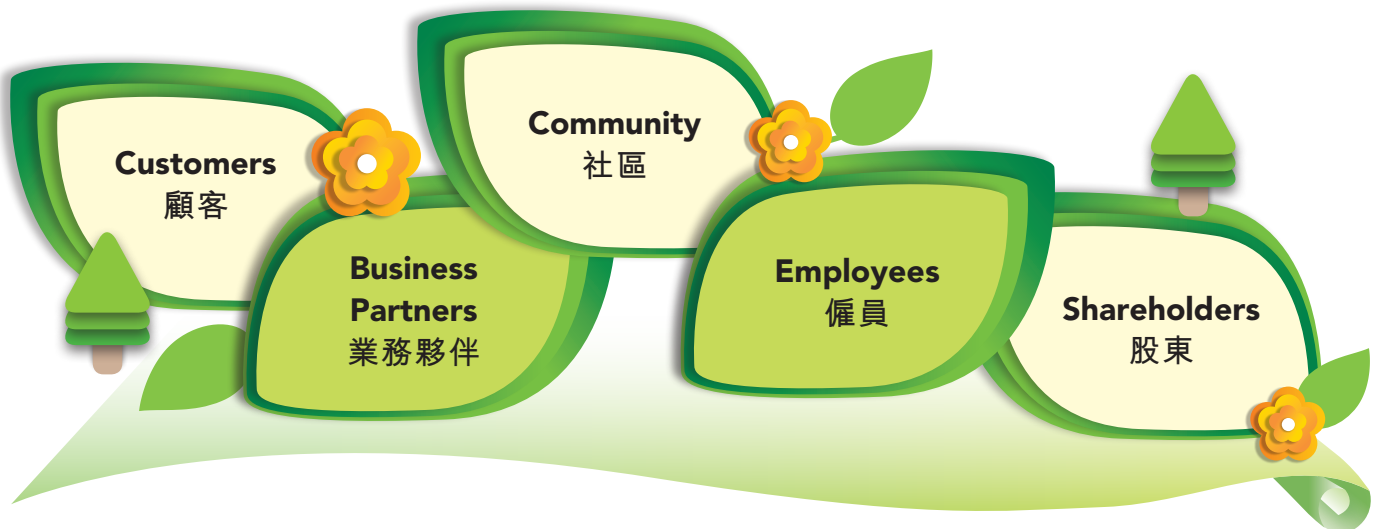 Customers
顧客
Business
Partners
業務夥伴
Community
社區
Employees
僱員
Shareholders
股東